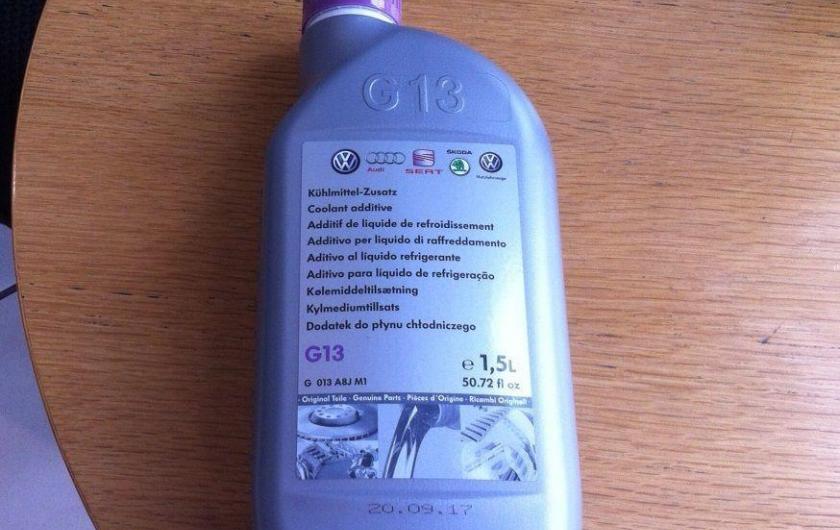 G13
Audi
SEAT
ŠKODA
Nutzfahrzeuge
Kühlmittel-Zusatz
Coolant additive
Additif de liquide de refroidissement
Additivo per liquido di raffreddamento
Aditivo al líquido refrigerante
Aditivo para líquido de refrigeração
Kølemiddeltilsætning
Kylmediumtillsats
Dodatek do płynu chłodniczego
G13
e 1,5L
G 013 A8J M1
50.72 fl oz
· Original Teile · Genuine Parts · Pièces d'Origine · Ricambi Originali
20.09.17